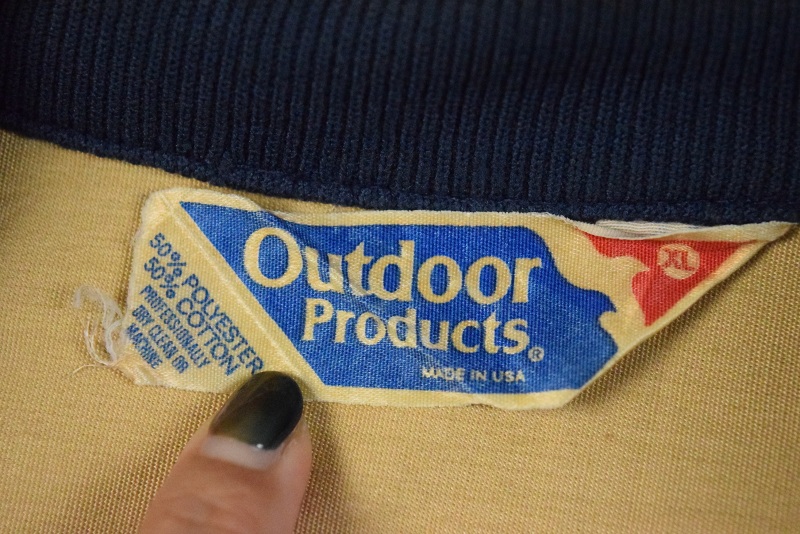 50% POLYESTER
50% COTTON
PROFESSIONALLY
DRY CLEAN OR
MACHINE
Outdoor
Products®
MADE IN USA
XL